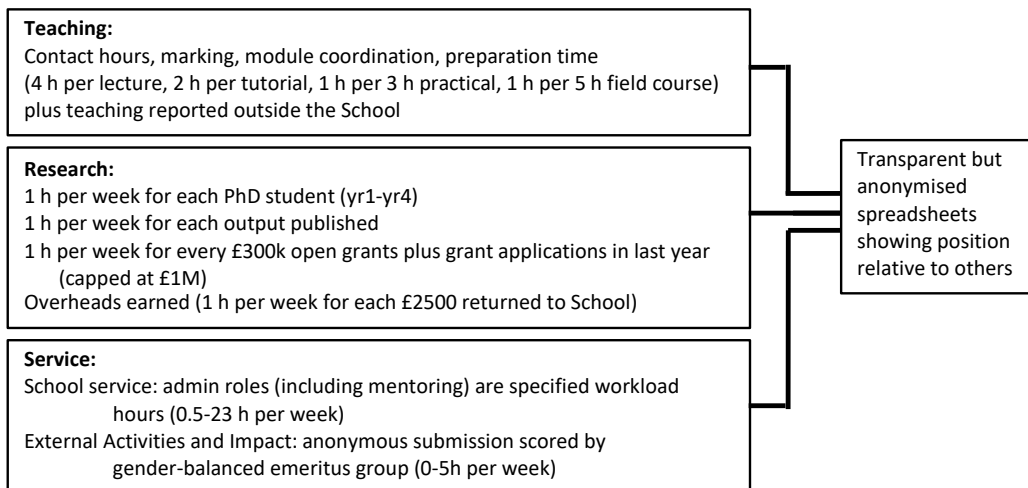 Teaching:
Contact hours, marking, module coordination, preparation time
(4 h per lecture, 2 h per tutorial, 1 h per 3 h practical, 1 h per 5 h field course)
plus teaching reported outside the School
Research:
1 h per week for each PhD student (yr1-yr4)
1 h per week for each output published
1 h per week for every £300k open grants plus grant applications in last year
(capped at £1M)
Overheads earned (1 h per week for each £2500 returned to School)
Service:
School service: admin roles (including mentoring) are specified workload
hours (0.5-23 h per week)
External Activities and Impact: anonymous submission scored by
gender-balanced emeritus group (0-5h per week)
Transparent but
anonymised
spreadsheets
showing position
relative to others